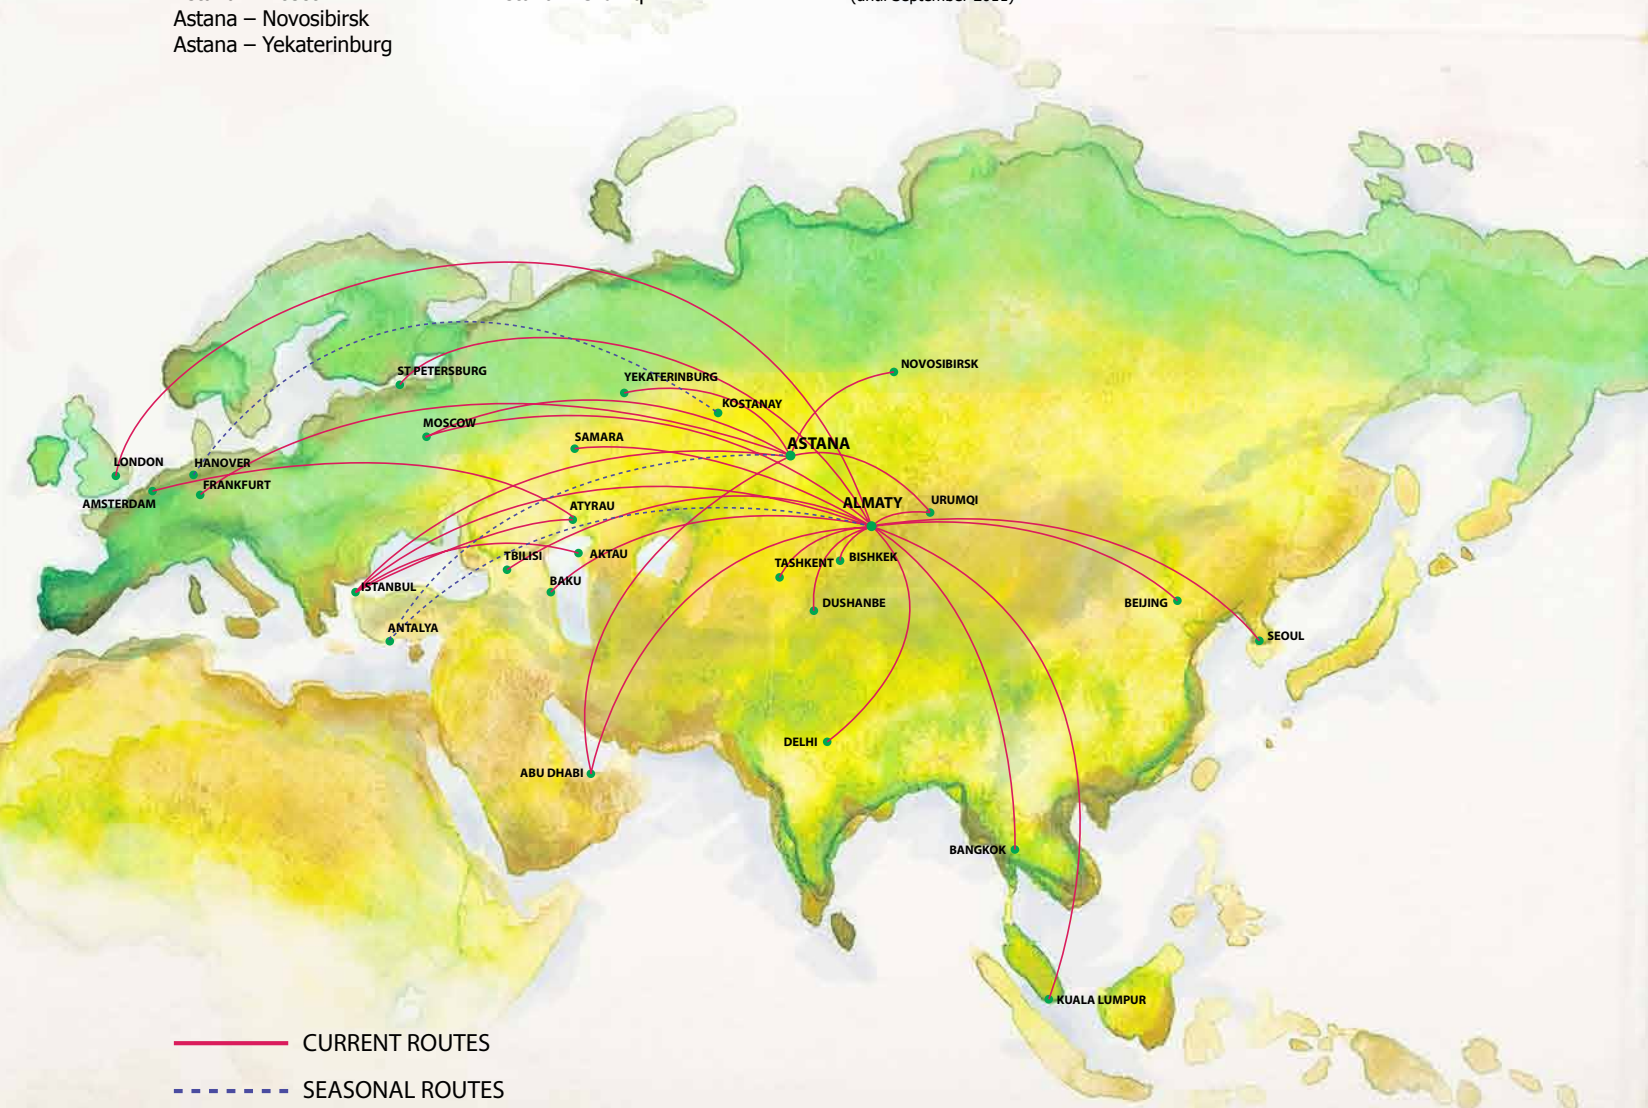 Astana – Novosibirsk
Astana – Yekaterinburg
ST PETERSBURG
NOVOSIBIRSK
YEKATERINBURG
KOSTANAY
MOSCOW
SAMARA
ASTANA
LONDON
HANOVER
FRANKFURT
AMSTERDAM
ATYRAU
ALMATY
URUMQI
TBILISI
AKTAU
TASHKENT
BISHKEK
ISTANBUL
BAKU
DUSHANBE
BEIJING
ANTALYA
SEOUL
DELHI
ABU DHABI
BANGKOK
KUALA LUMPUR
CURRENT ROUTES
SEASONAL ROUTES